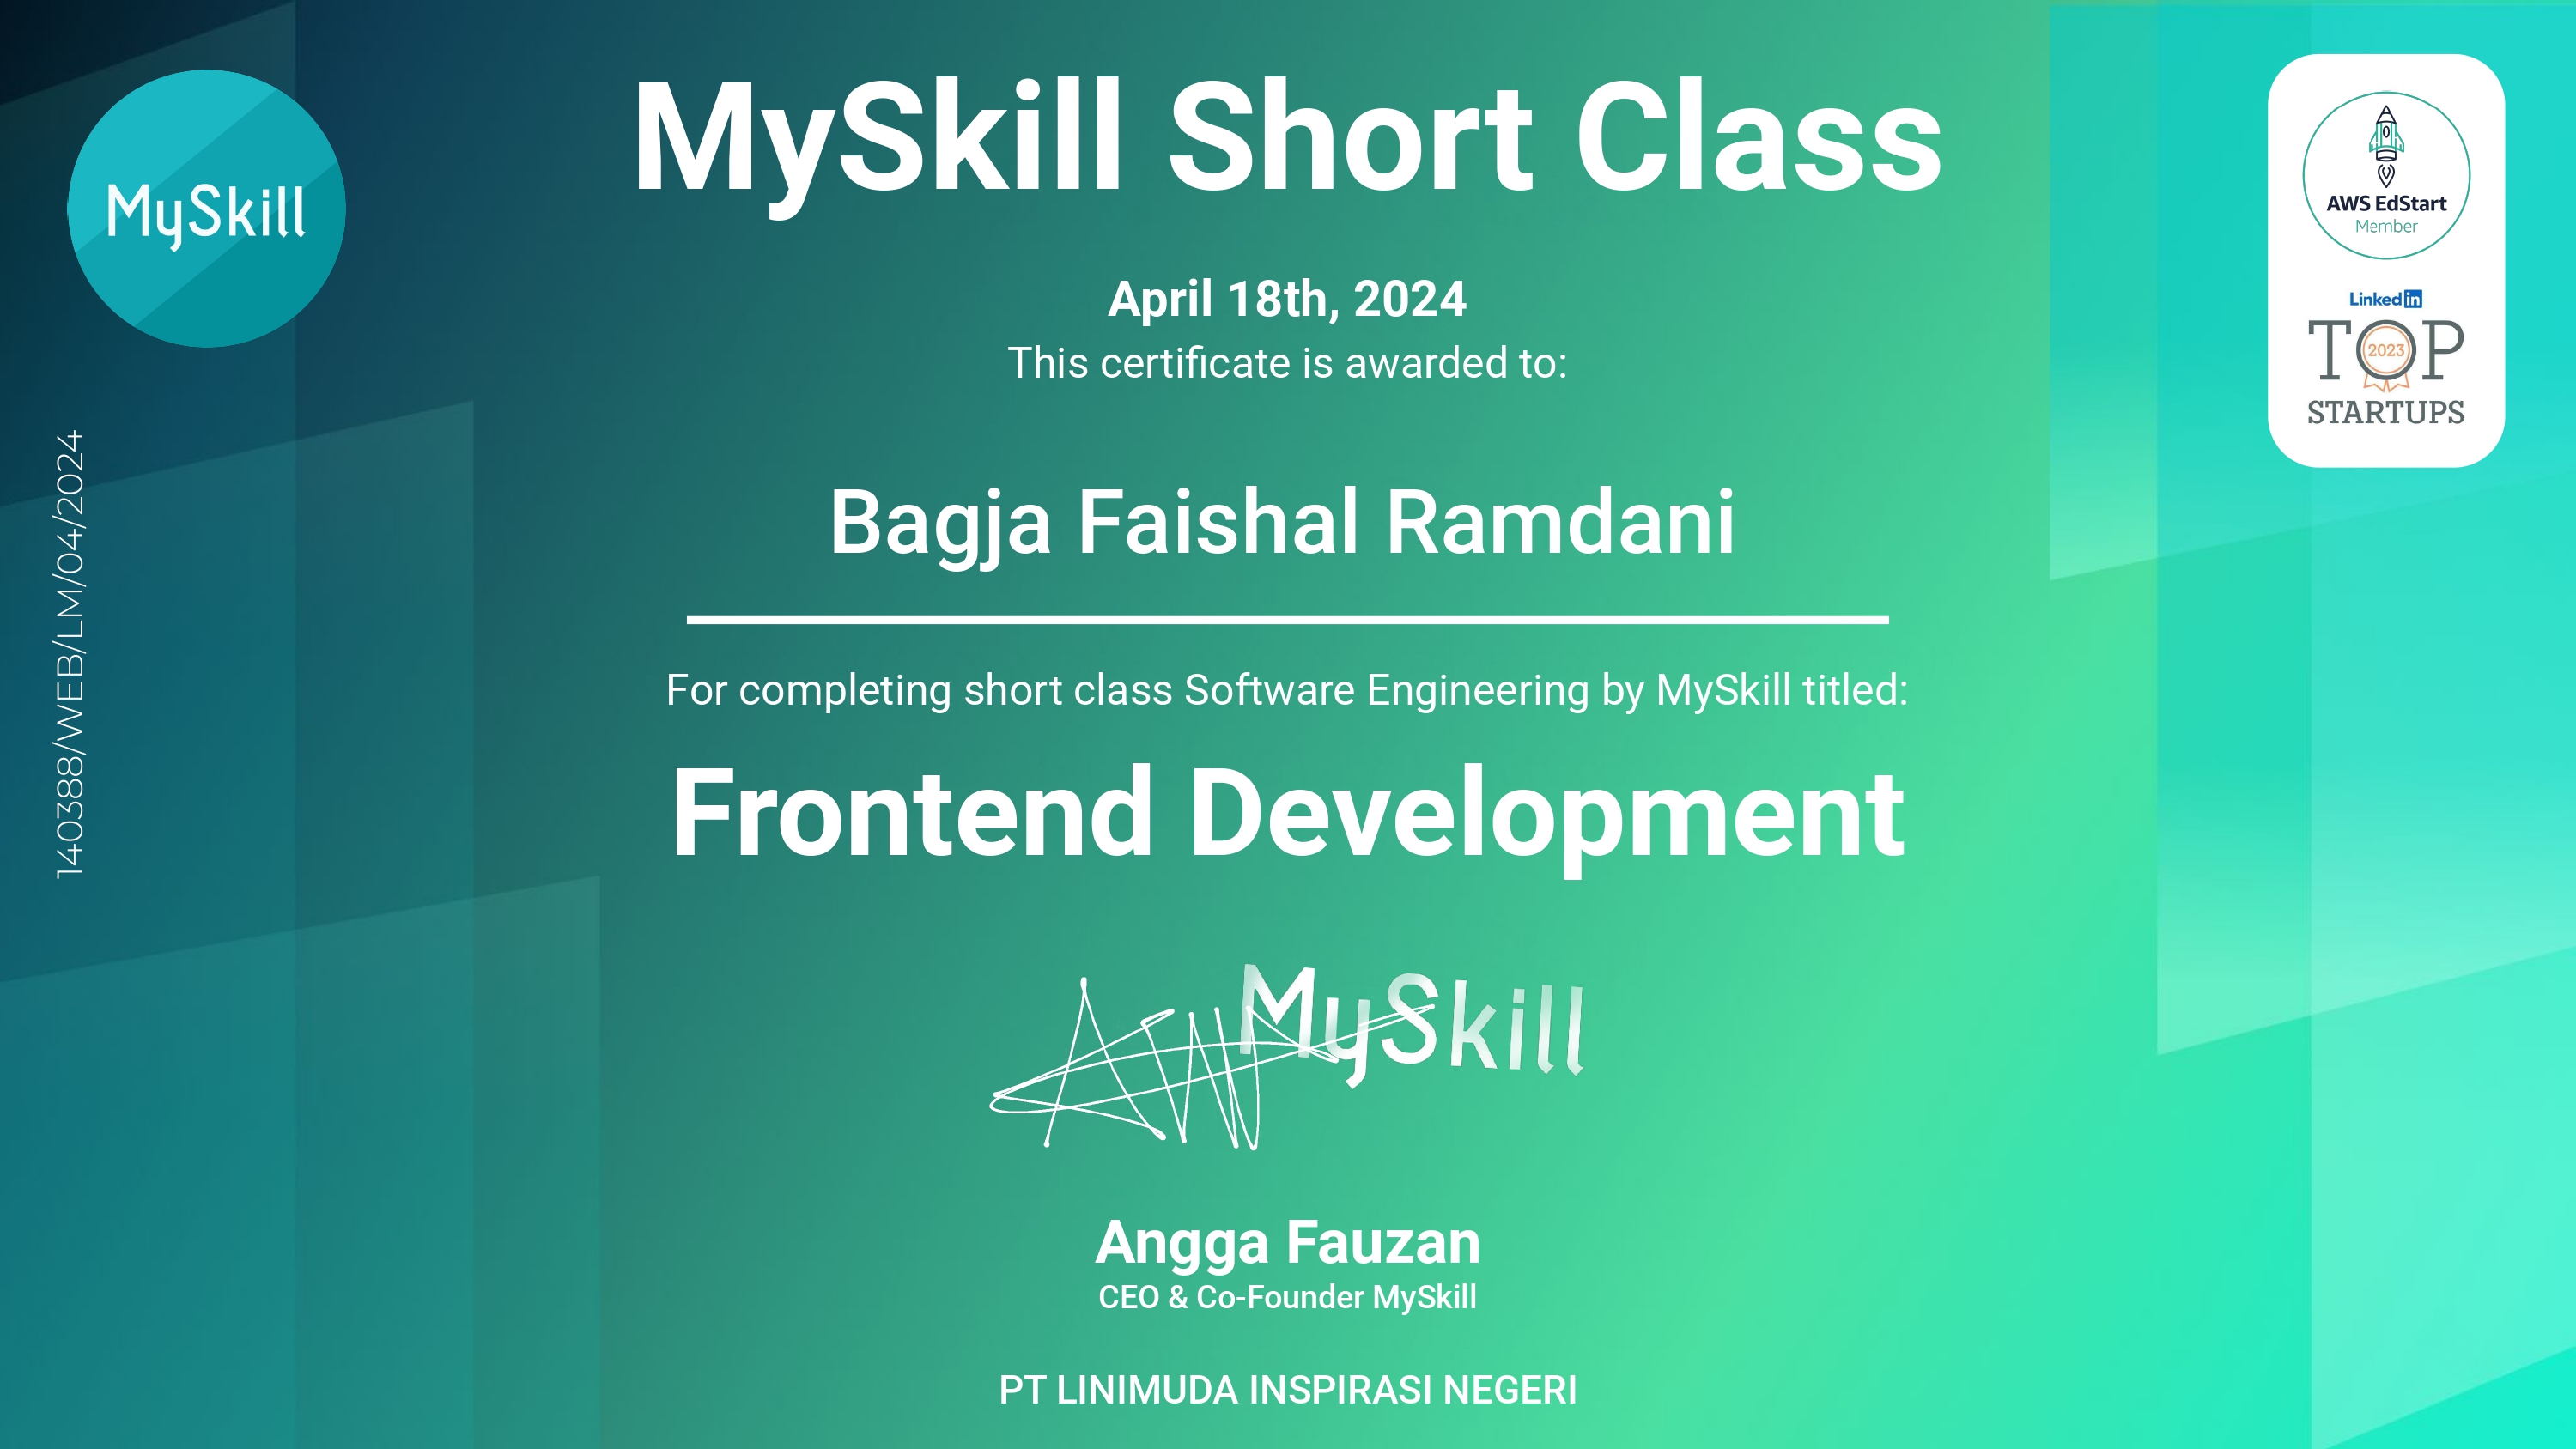 MySkill
MySkill Short Class
AWS EdStart
Member
Linked in
TOP
2023
STARTUPS
April 18th, 2024
This certificate is awarded to:
Bagja Faishal Ramdani
140388/WEB/LM/04/2024
For completing short class Software Engineering by MySkill titled:
Frontend Development
MySkill
Angga Fauzan
CEO & Co-Founder MySkill
PT LINIMUDA INSPIRASI NEGERI